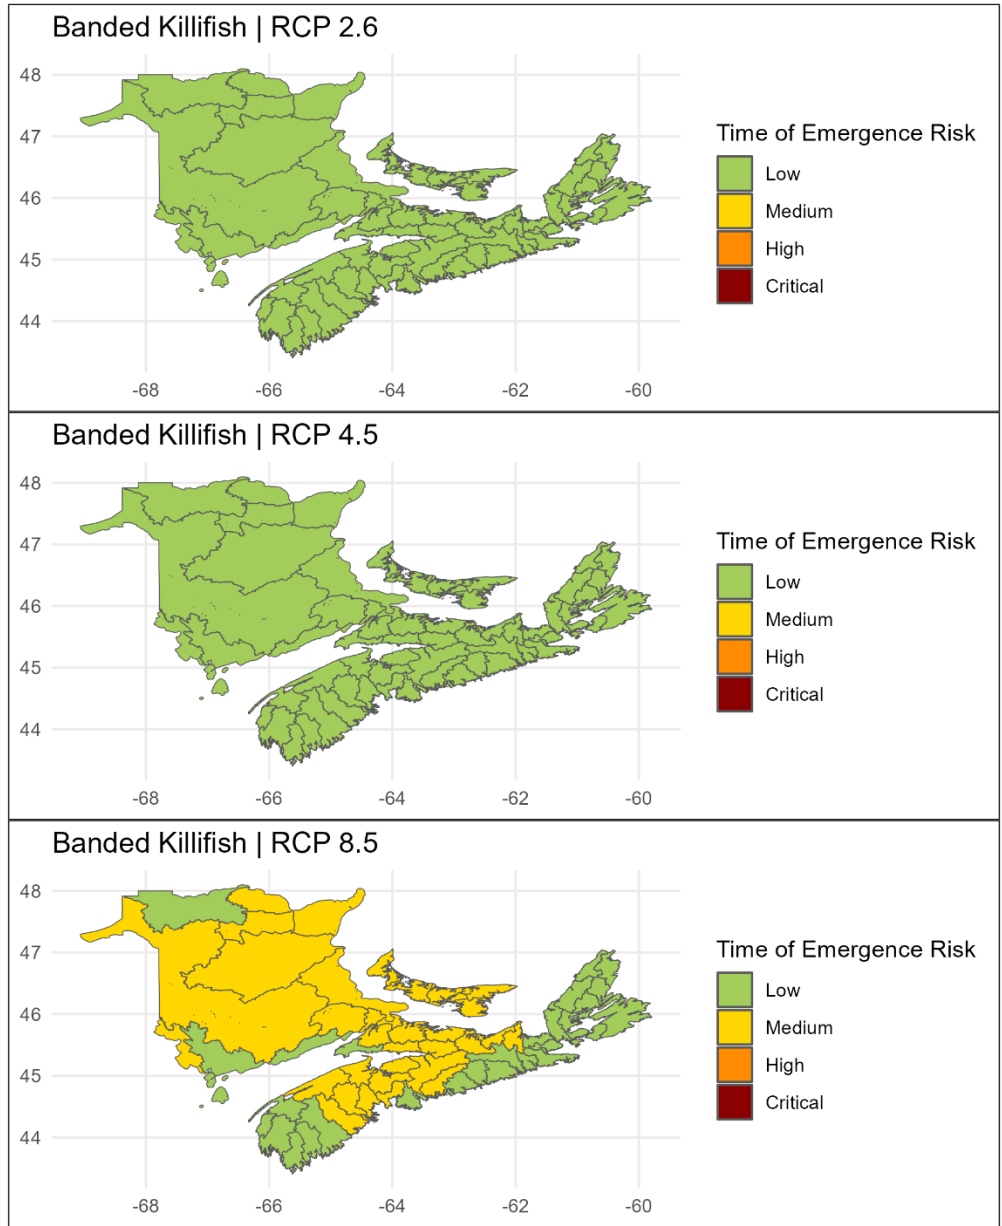 Banded Killifish | RCP 2.6
48
47
46
45
44
-68 -66 -64 -62 -60
Time of Emergence Risk
Low
Medium
High
Critical
Banded Killifish | RCP 4.5
48
47
46
45
44
-68 -66 -64 -62 -60
Time of Emergence Risk
Low
Medium
High
Critical
Banded Killifish | RCP 8.5
48
47
46
45
44
-68 -66 -64 -62 -60
Time of Emergence Risk
Low
Medium
High
Critical